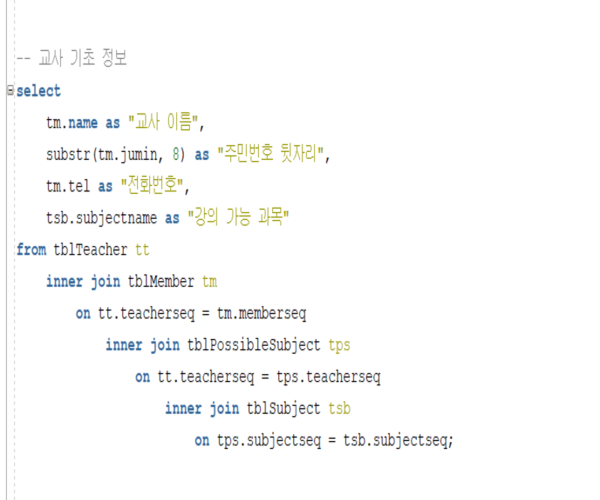 -- 교사 기초 정보
select
tm.name as "교사 이름",
substr(tm.jumin, 8) as "주민번호 뒷자리",
tm.tel as "전화번호",
tsb.subjectname as "강의 가능 과목"
from tblTeacher tt
inner join tblMember tm
on tt.teacherseq = tm.memberseq
inner join tblPossibleSubject tps
on tt.teacherseq = tps.teacherseq
inner join tblSubject tsb
on tps.subjectseq = tsb.subjectseq;